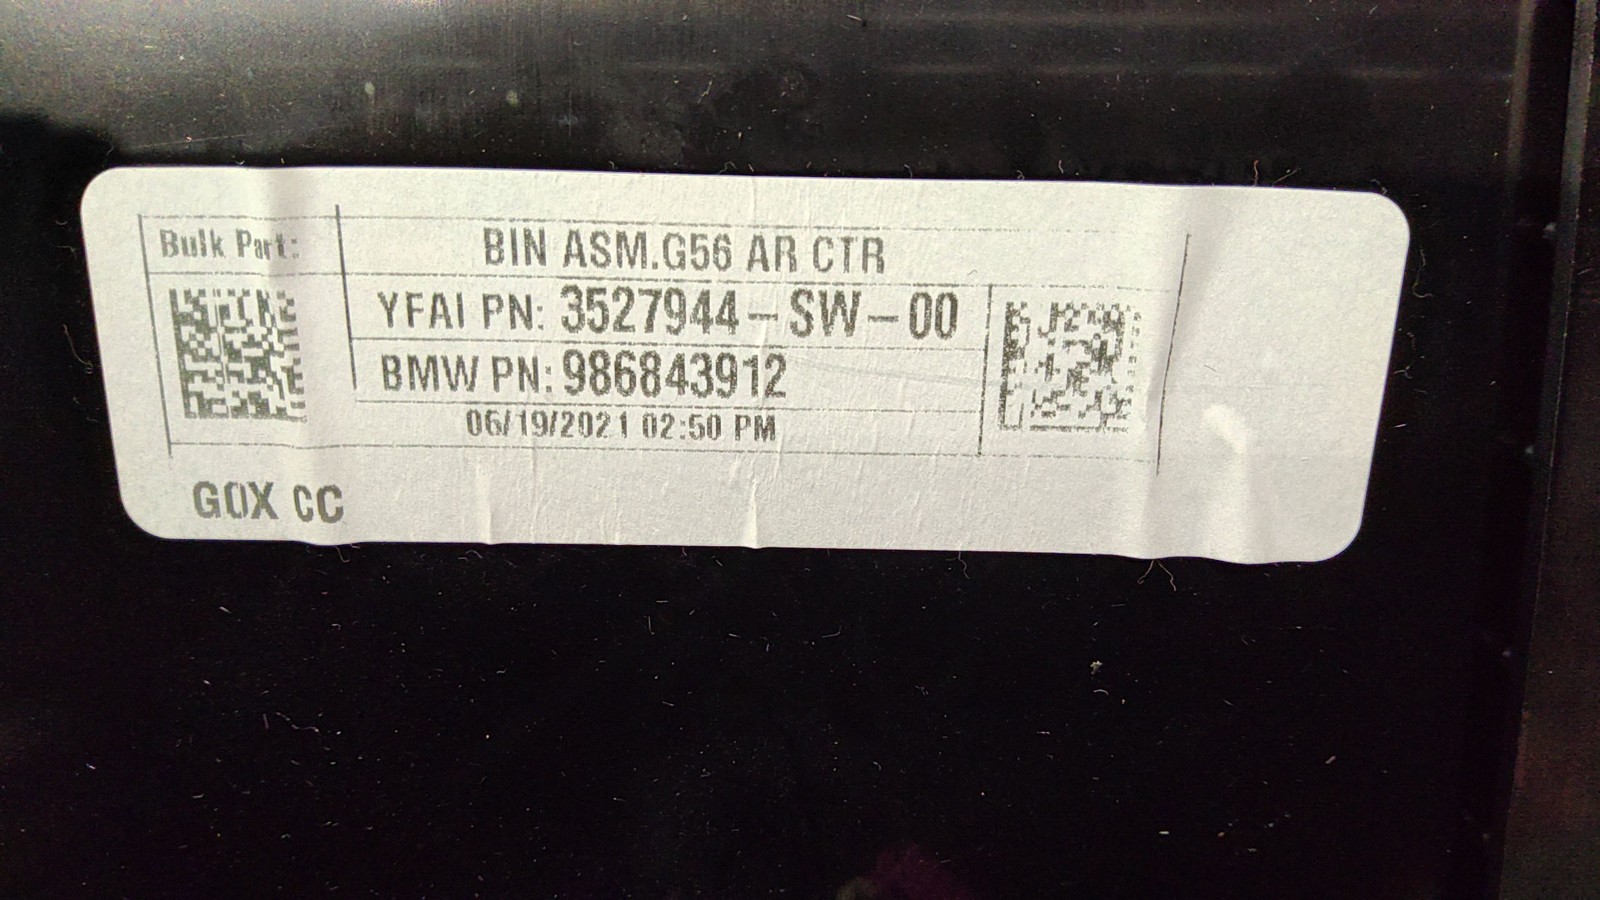 Bulk Part:
BIN ASM.G56 AR CTR
YFAI PN: 3527944-SW-00
BMW PN: 986843912
06/19/2021 02:50 PM
G0X CC